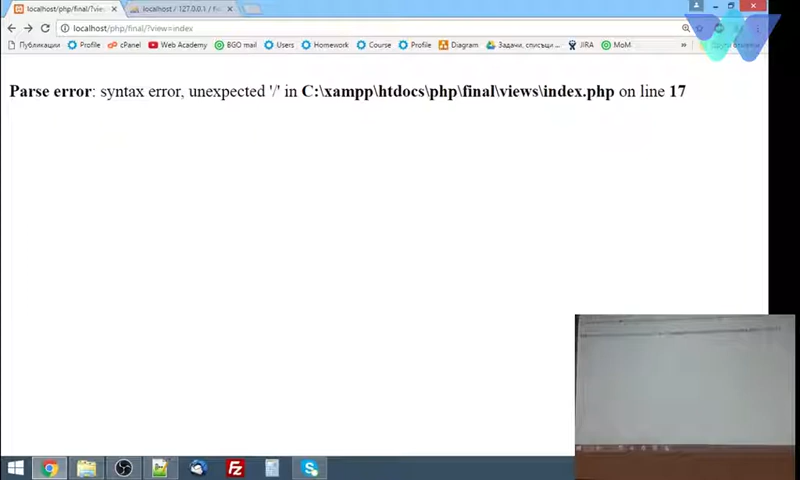 localhost/php/final/?view
localhost / 127.0.0.1 /
localhost/php/final/?view=index
Публикации Profile cPanel Web Academy BGO mail Users Homework Course Profile Diagram Задачи, списъци ... JIRA MoM »
Parse error: syntax error, unexpected '/' in C:\xampp\htdocs\php\final\views\index.php on line 17